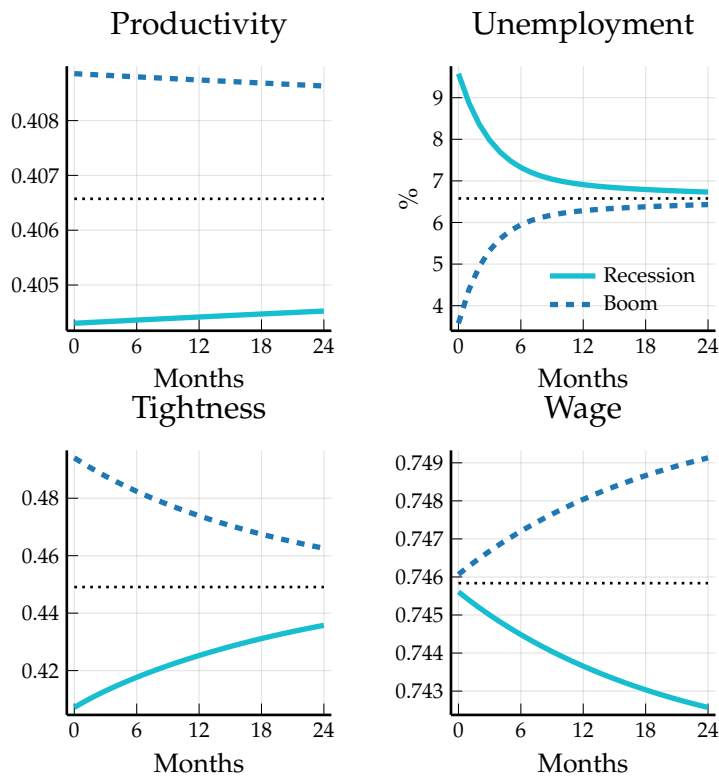 Productivity
0.408
0.407
0.406
0.405
0 6 12 18 24
Months
Unemployment
%
9
8
7
6
5
4
Recession
Boom
0 6 12 18 24
Months
Tightness
0.48
0.46
0.44
0.42
0 6 12 18 24
Months
Wage
0.749
0.748
0.747
0.746
0.745
0.744
0.743
0 6 12 18 24
Months